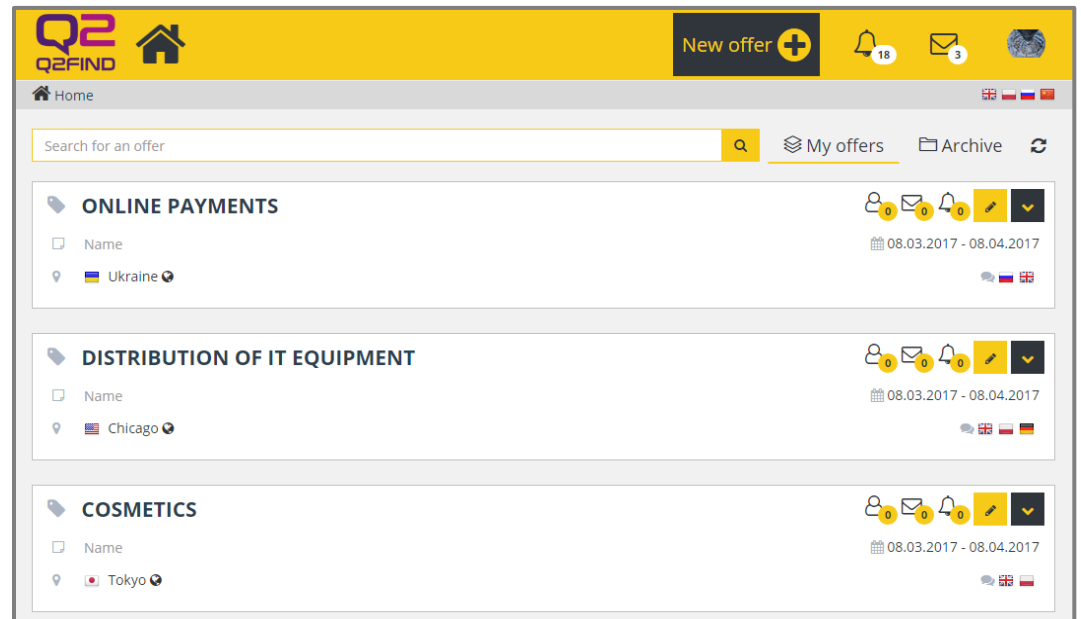 Q2
Q2FIND
New offer
18
3
Home
Search for an offer
My offers
Archive
ONLINE PAYMENTS
0
0
0
Name
08.03.2017 - 08.04.2017
Ukraine
DISTRIBUTION OF IT EQUIPMENT
0
0
0
Name
08.03.2017 - 08.04.2017
Chicago
COSMETICS
0
0
0
Name
08.03.2017 - 08.04.2017
Tokyo